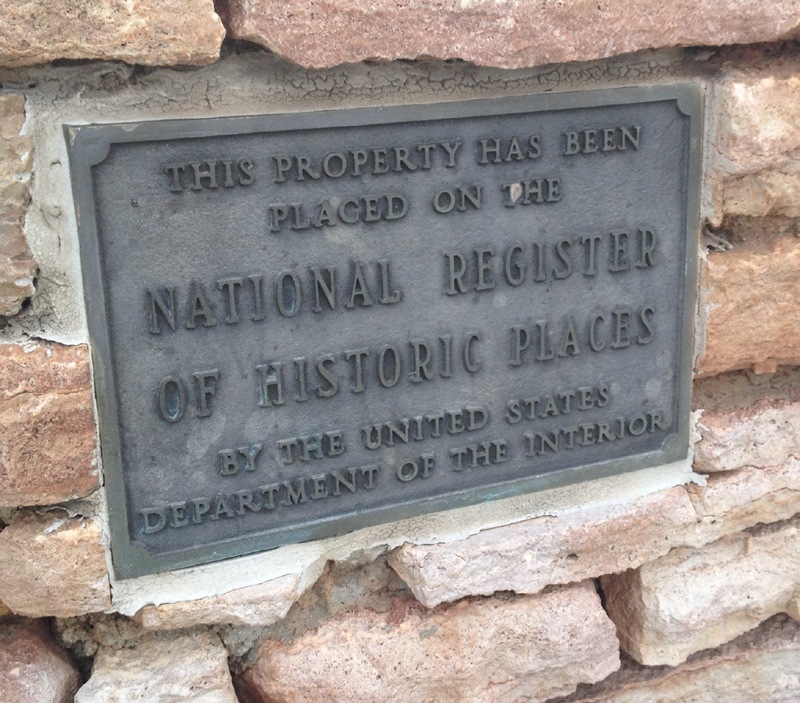 THIS PROPERTY HAS BEEN
PLACED ON THE
NATIONAL REGISTER
OF HISTORIC PLACES
BY THE UNITED STATES
DEPARTMENT OF THE INTERIOR